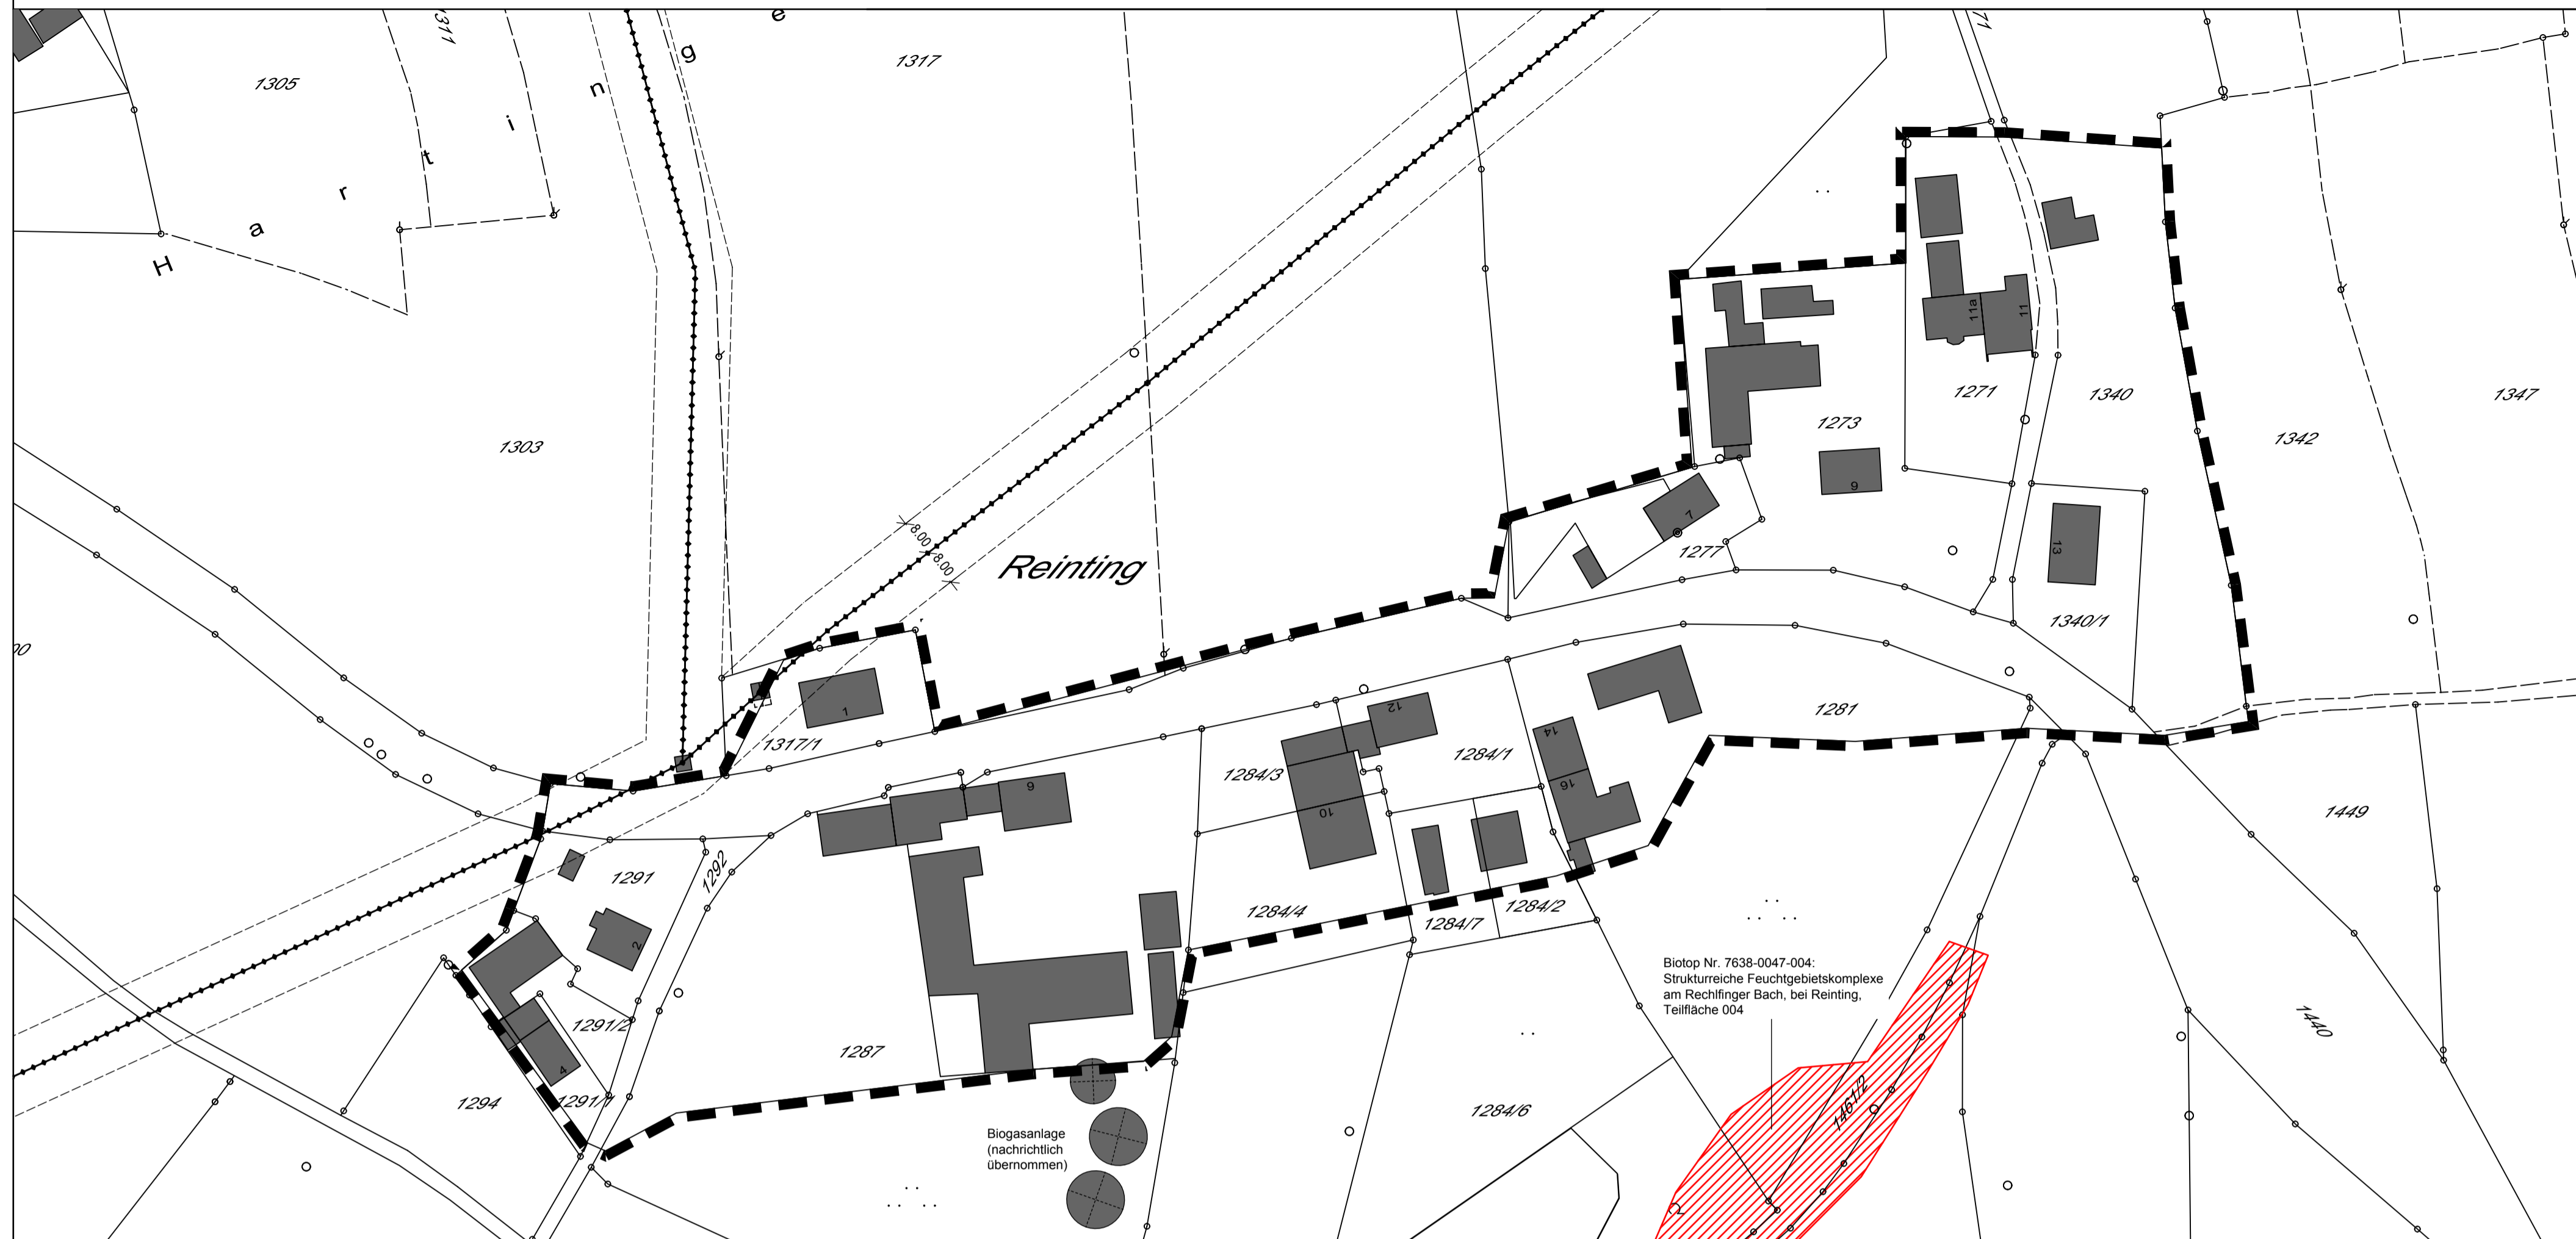 1311
e
1317
g
1305
n
i
t
r
a
H
71
1303
8.00
8.00
Reinting
11a
11
1271
1340
1273
1342
1347
9
7
1277
13
1340/1
00
1
1317/1
1281
12
14
16
1284/3
1284/1
10
6
1291
1292
2
1291/2
4
1291/1
1294
1287
1284/4
1284/7
1284/2
1449
1440
Biotop Nr. 7638-0047-004:
Strukturreiche Feuchtgebietskomplexe
am Rechlfinger Bach, bei Reinting,
Teilfläche 004
1461/2
1284/6
Biogasanlage
(nachrichtlich
übernommen)